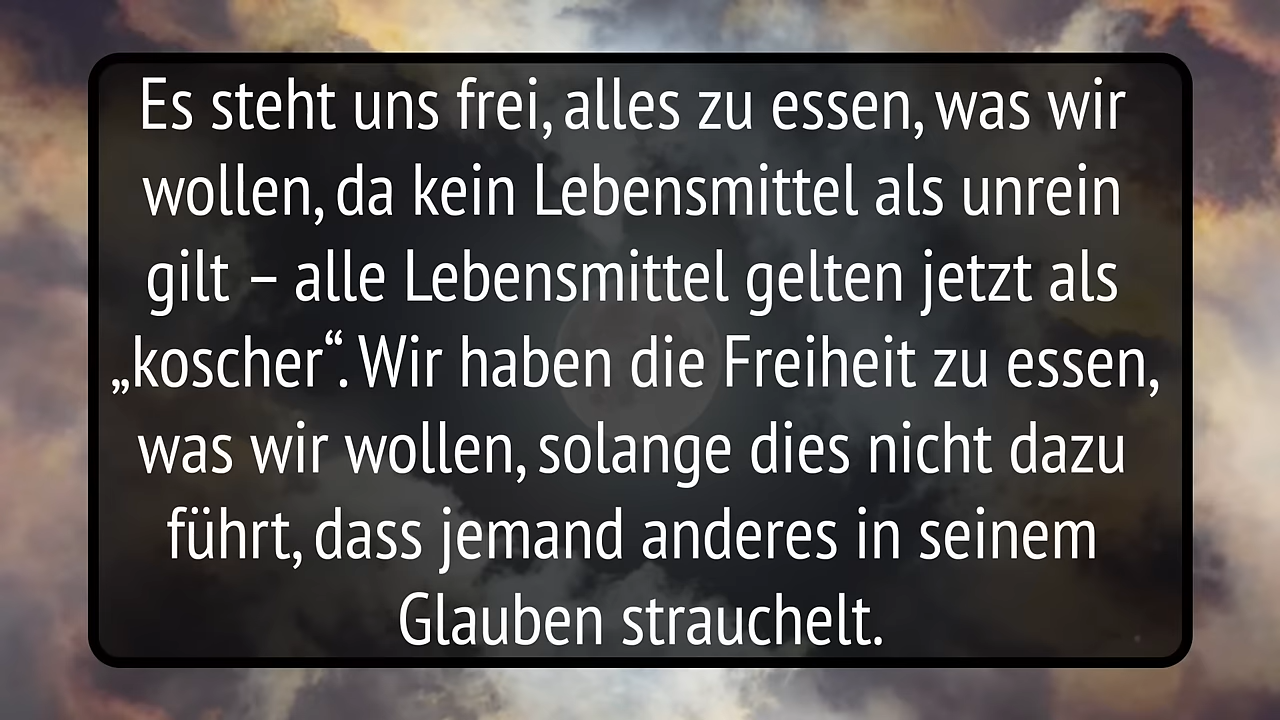 Es steht uns frei, alles zu essen, was wir
wollen, da kein Lebensmittel als unrein
gilt – alle Lebensmittel gelten jetzt als
„koscher“. Wir haben die Freiheit zu essen,
was wir wollen, solange dies nicht dazu
führt, dass jemand anderes in seinem
Glauben strauchelt.